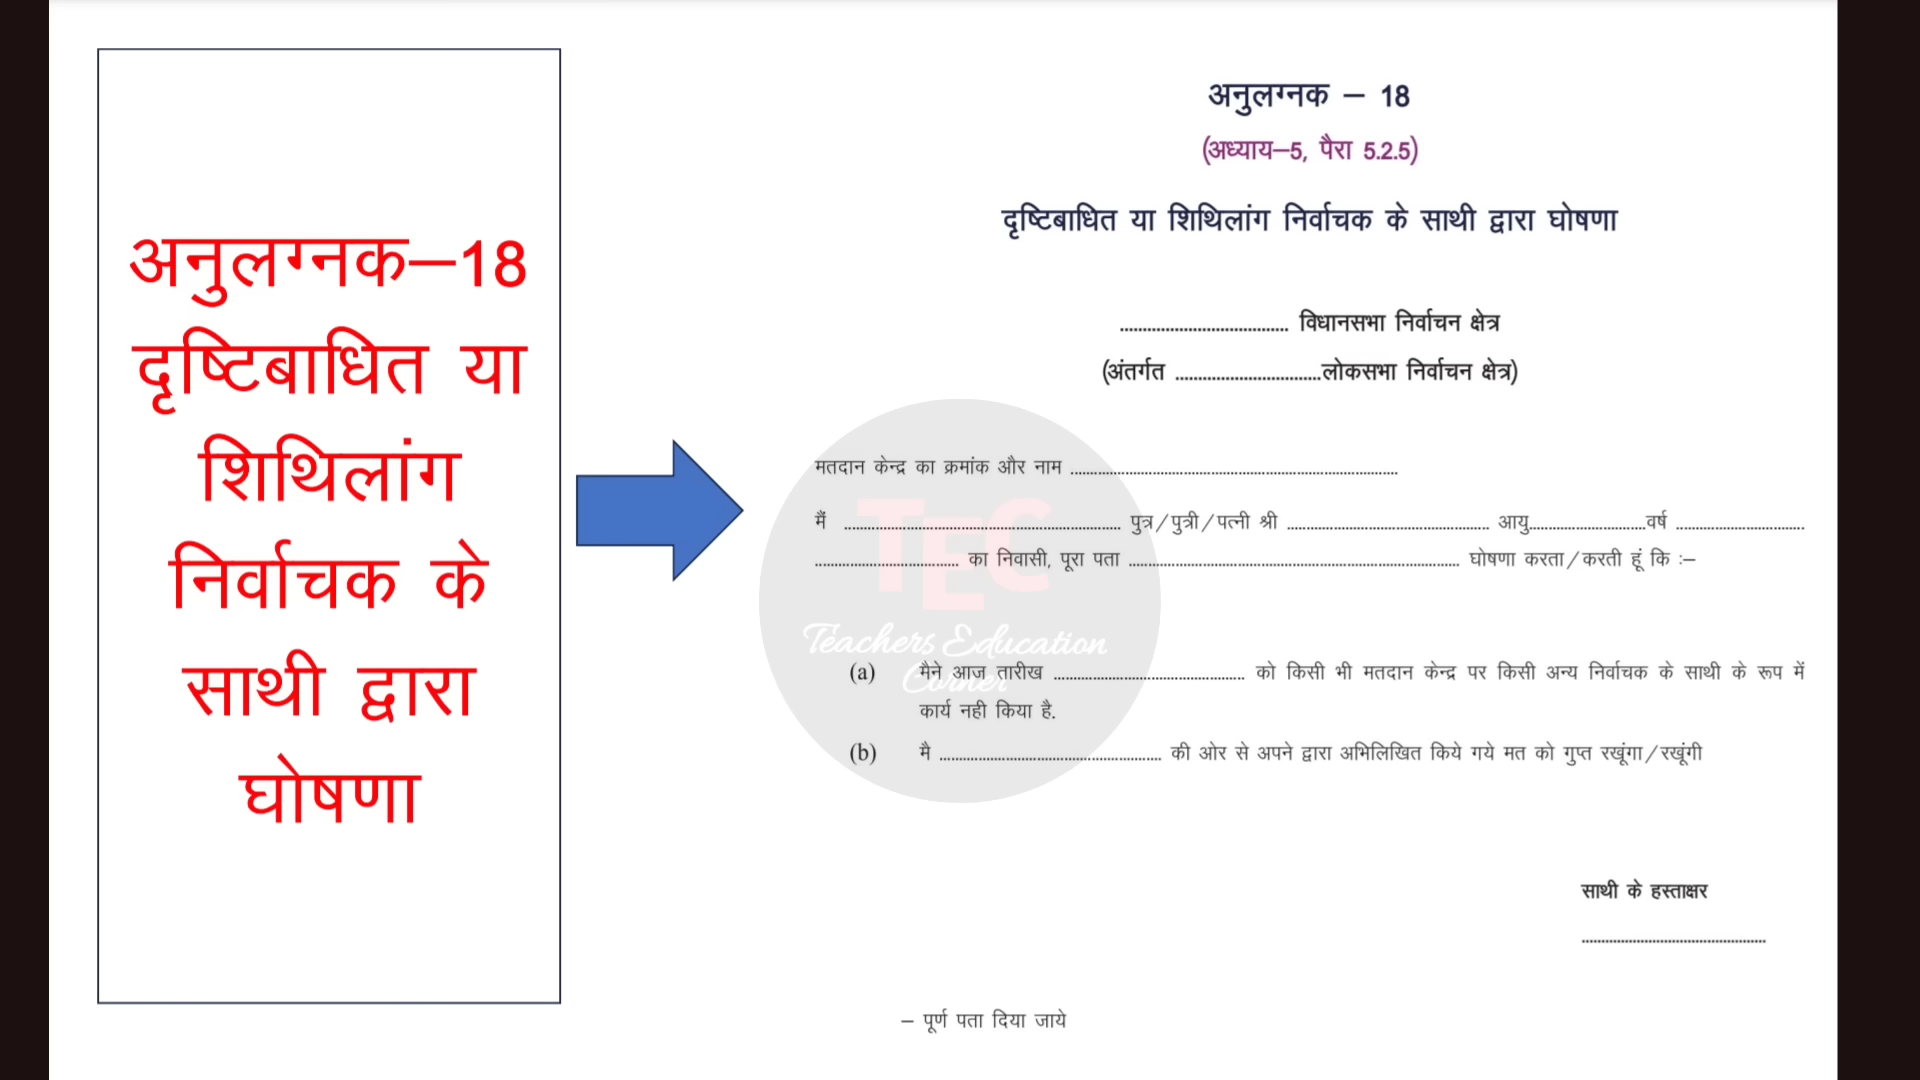 अनुलग्नक–18
दृष्टिबाधित या
शिथिलांग
निर्वाचक के
साथी द्वारा
घोषणा
अनुलग्नक – 18
(अध्याय–5, पैरा 5.2.5)
दृष्टिबाधित या शिथिलांग निर्वाचक के साथी द्वारा घोषणा
..................................... विधानसभा निर्वाचन क्षेत्र
(अंतर्गत ................................लोकसभा निर्वाचन क्षेत्र)
मतदान केन्द्र का क्रमांक और नाम ........................................................................
मैं ............................................................. पुत्र/पुत्री/पत्नी श्री ............................................. आयु..........................वर्ष ............................
................................ का निवासी, पूरा पता ......................................................................... घोषणा करता/करती हूं कि :–
(a) मैने आज तारीख .......................................... को किसी भी मतदान केन्द्र पर किसी अन्य निर्वाचक के साथी के रूप में
कार्य नही किया है.
(b) मै ................................................. की ओर से अपने द्वारा अभिलिखित किये गये मत को गुप्त रखूंगा/रखूंगी
साथी के हस्ताक्षर
..............................................
– पूर्ण पता दिया जाये
TEC
Teachers Education
Corner